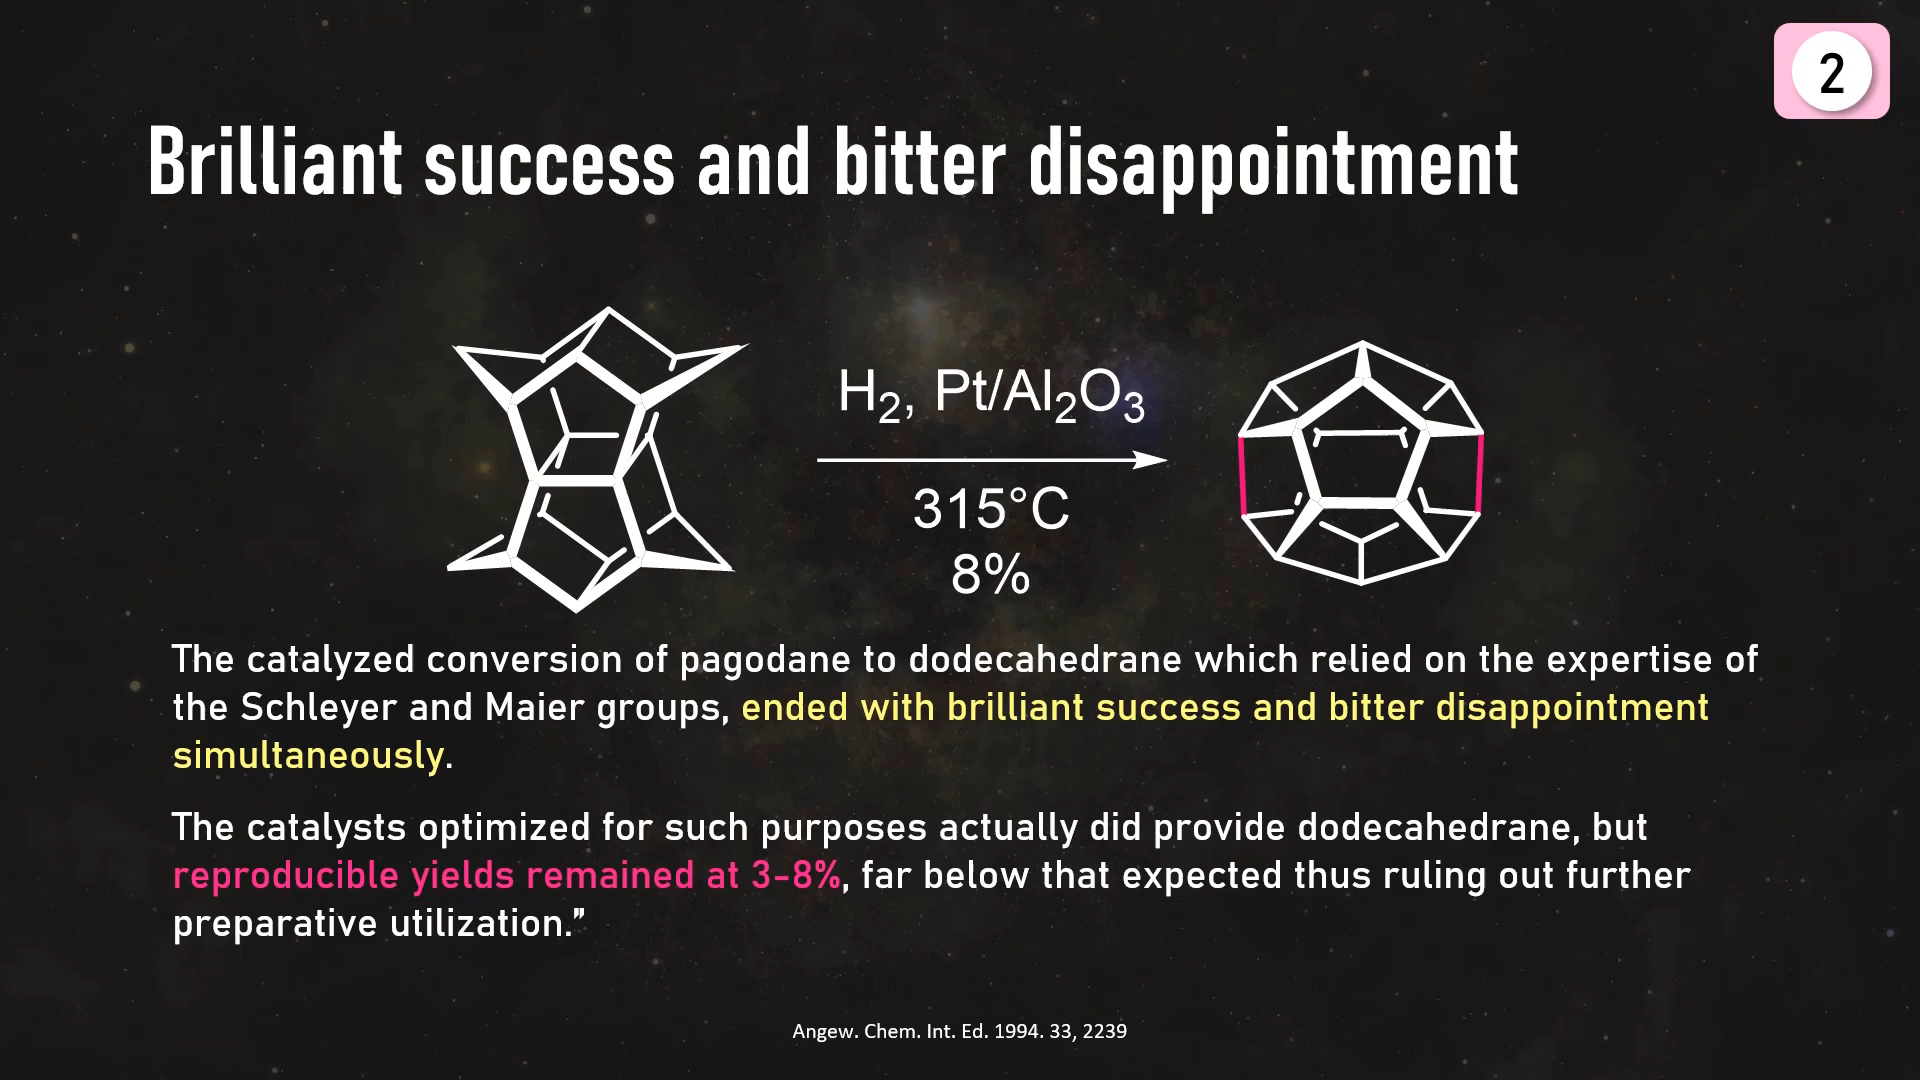 2
Brilliant success and bitter disappointment
H₂, Pt/Al₂O₃
315°C
8%
The catalyzed conversion of pagodane to dodecahedrane which relied on the expertise of
the Schleyer and Maier groups, ended with brilliant success and bitter disappointment
simultaneously.
The catalysts optimized for such purposes actually did provide dodecahedrane, but
reproducible yields remained at 3-8%, far below that expected thus ruling out further
preparative utilization.”
Angew. Chem. Int. Ed. 1994. 33, 2239